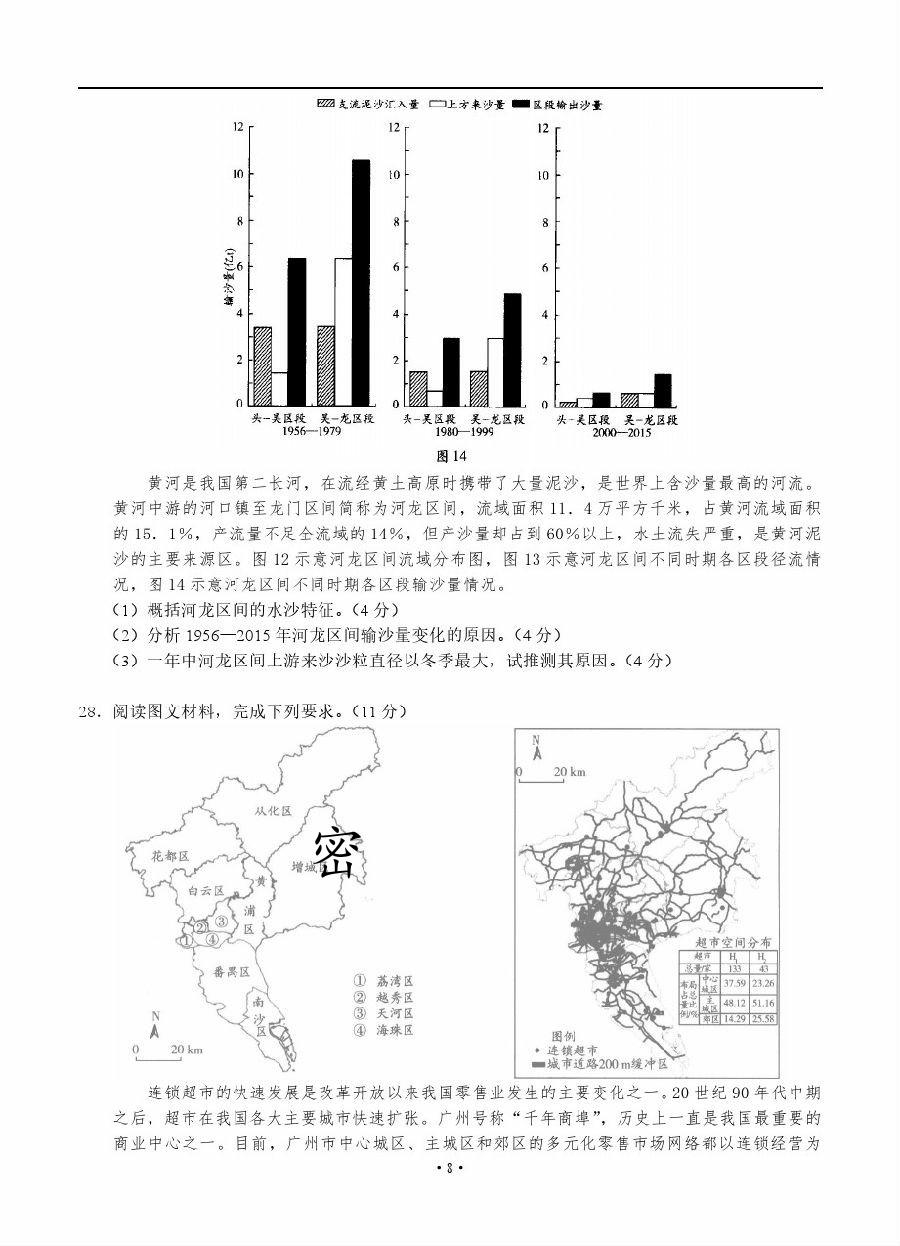 支流泥沙汇入量 上方来沙量 区段输出沙量
输沙量(亿t)
12 10 8 6 4 2 0
头-吴区段 吴-龙区段
1956—1979
12 10 8 6 4 2 0
头-吴区段 吴-龙区段
1980—1999
12 10 8 6 4 2 0
头-吴区段 吴-龙区段
2000—2015
图14
黄河是我国第二长河，在流经黄土高原时携带了大量泥沙，是世界上含沙量最高的河流。
黄河中游的河口镇至龙门区间简称为河龙区间，流域面积 11．4 万平方千米，占黄河流域面积
的 15．1%，产流量不足全流域的 14%，但产沙量却占到 60%以上，水土流失严重，是黄河泥
沙的主要来源区。图 12 示意河龙区间流域分布图，图 13 示意河龙区间不同时期各区段径流情
况，图 14 示意河龙区间不同时期各区段输沙量情况。
（1）概括河龙区间的水沙特征。（4 分）
（2）分析 1956—2015 年河龙区间输沙量变化的原因。（4 分）
（3）一年中河龙区间上游来沙沙粒直径以冬季最大，试推测其原因。（4 分）
28．阅读图文材料，完成下列要求。（11 分）
从化区
花都区
增城区
密
白云区
黄埔区
①
②
③
④
番禺区
南沙区
① 荔湾区
② 越秀区
③ 天河区
④ 海珠区
N
0 20 km
N
0 20 km
超市空间分布
超市 H1 H2
总量/家 133 43
布局占总量比例/%
中心城区 37.59 23.26
主城区 48.12 51.16
郊区 14.29 25.58
图例
连锁超市
城市道路200 m缓冲区
连锁超市的快速发展是改革开放以来我国零售业发生的主要变化之一。20 世纪 90 年代中期
之后，超市在我国各大主要城市快速扩张。广州号称“千年商埠”，历史上一直是我国最重要的
商业中心之一。目前，广州市中心城区、主城区和郊区的多元化零售市场网络都以连锁经营为
·8·